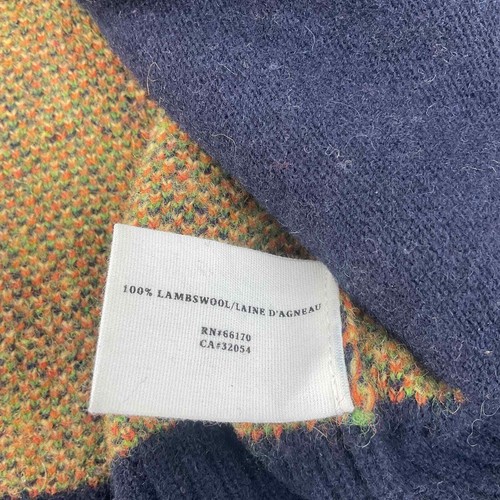 100% LAMBSWOOL/LAINE D'AGNEAU
RN#66170
CA#32054